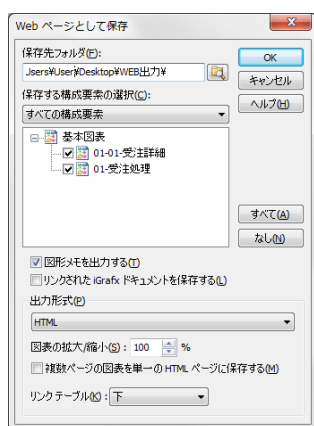 Web ページとして保存
保存先フォルダ(F):
Jsers¥User¥Desktop¥WEB出力¥
OK
キャンセル
ヘルプ(H)
保存する構成要素の選択(C):
すべての構成要素
基本図表
01-01-受注詳細
01-受注処理
すべて(A)
なし(N)
図形メモを出力する(T)
リンクされた iGrafx ドキュメントを保存する(L)
出力形式(P)
HTML
図表の拡大/縮小(S): 100 %
複数ページの図表を単一の HTML ページに保存する(M)
リンク テーブル(K): 下